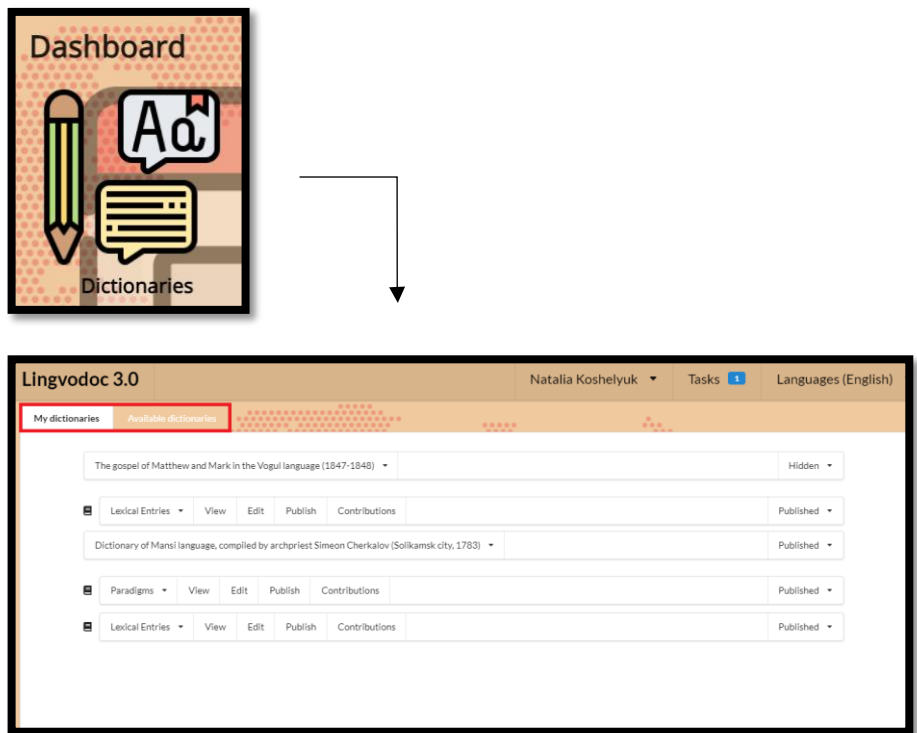 Dashboard
Aa
Dictionaries
Lingvodoc 3.0 Natalia Koshelyuk Tasks 1 Languages (English)
My dictionaries Available dictionaries
The gospel of Matthew and Mark in the Vogul language (1847-1848) Hidden
Lexical Entries View Edit Publish Contributions Published
Dictionary of Mansi language, compiled by archpriest Simeon Cherkalov (Solikamsk city, 1783) Published
Paradigms View Edit Publish Contributions Published
Lexical Entries View Edit Publish Contributions Published